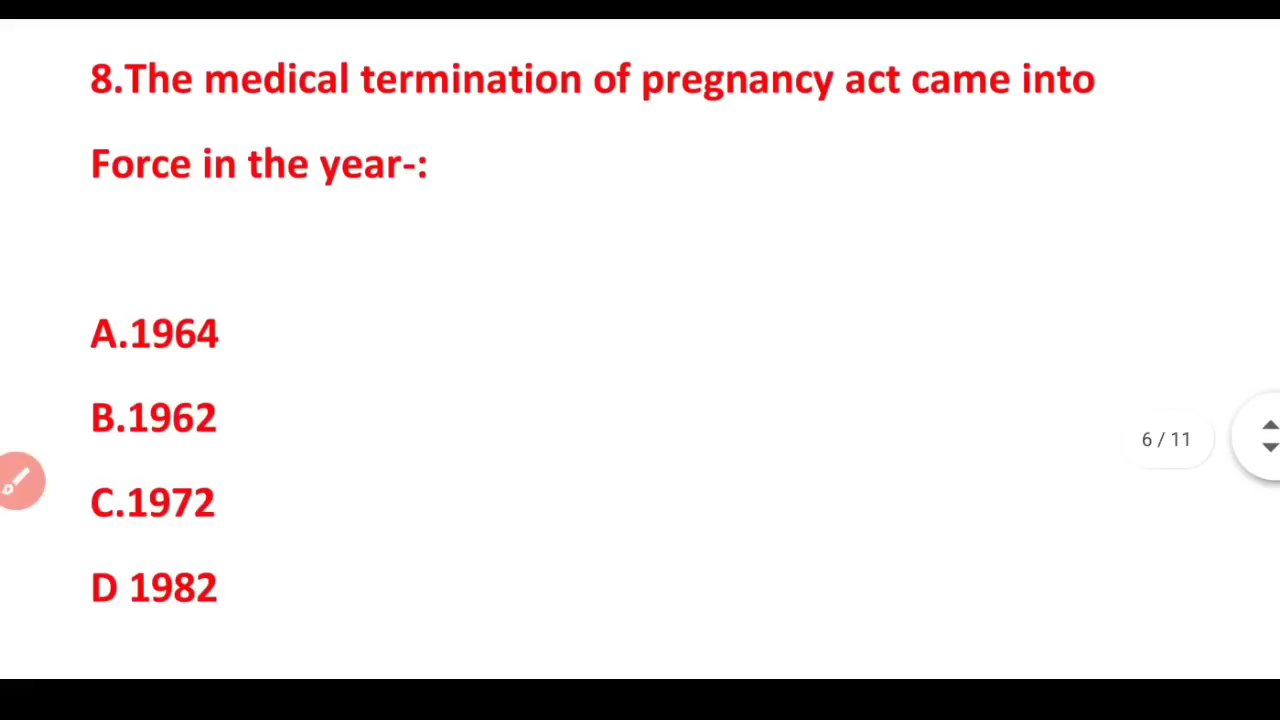 8.The medical termination of pregnancy act came into
Force in the year-:
A.1964
B.1962
C.1972
D 1982
6 / 11